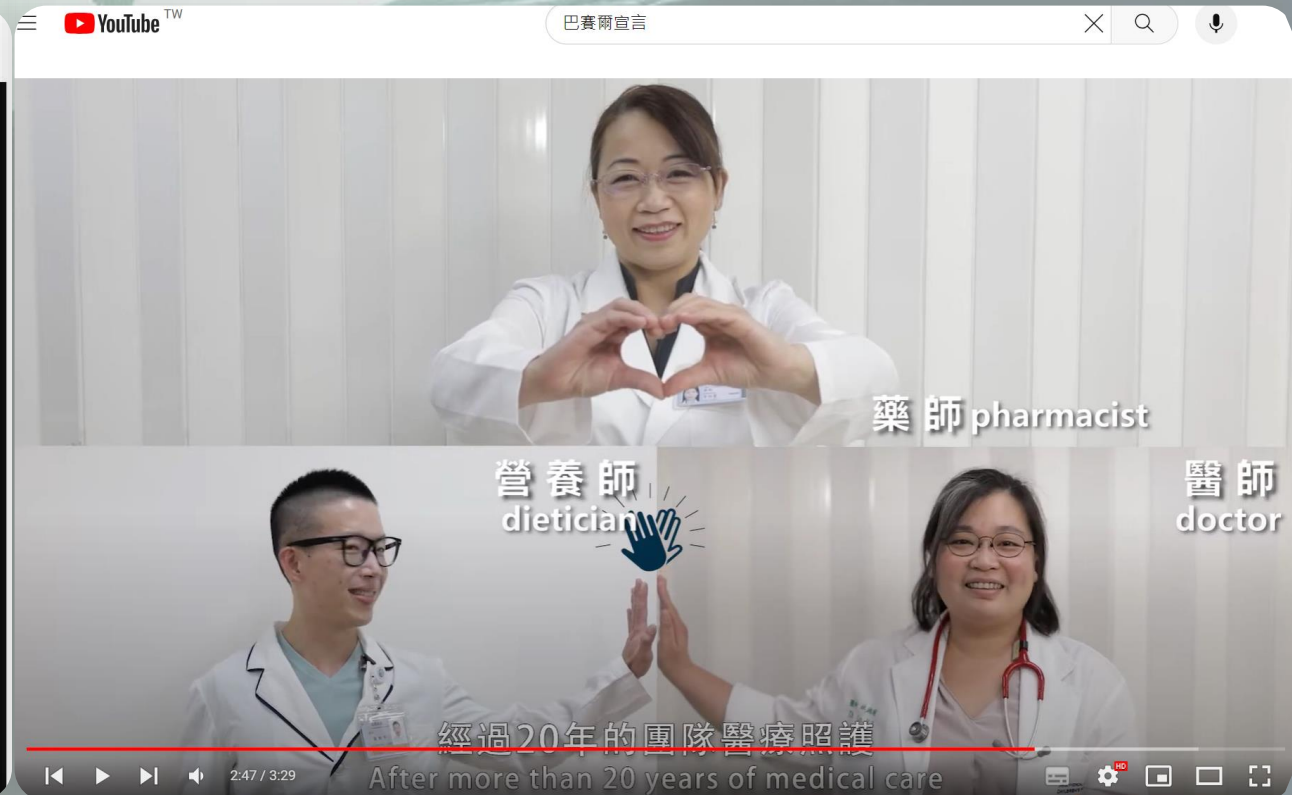 YouTube TW
巴賽爾宣言
藥師 pharmacist
營養師
dietician
醫師
doctor
經過20年的團隊醫療照護
After more than 20 years of medical care
2:47 / 3:29
HD